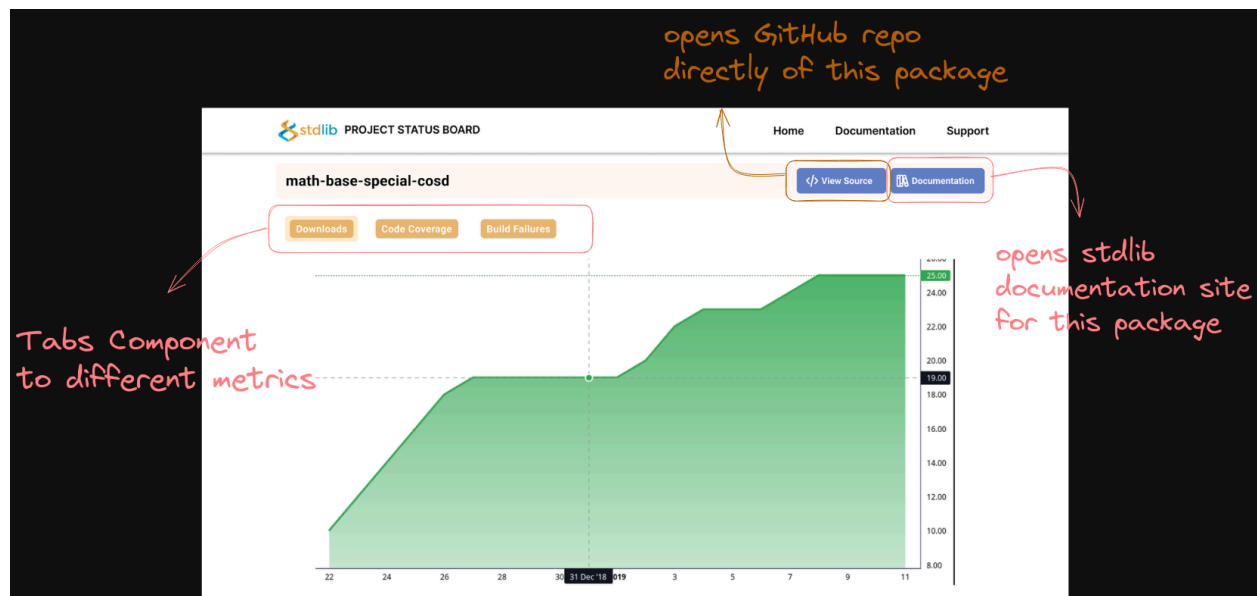 opens GitHub repo
directly of this package
stdlib PROJECT STATUS BOARD
Home Documentation Support
math-base-special-cosd
</> View Source
Documentation
Downloads Code Coverage Build Failures
opens stdlib
documentation site
for this package
Tabs Component
to different metrics
25.00
24.00
22.00
20.00
19.00
18.00
16.00
14.00
12.00
10.00
8.00
22 24 26 28 30 31 Dec '18 019 3 5 7 9 11